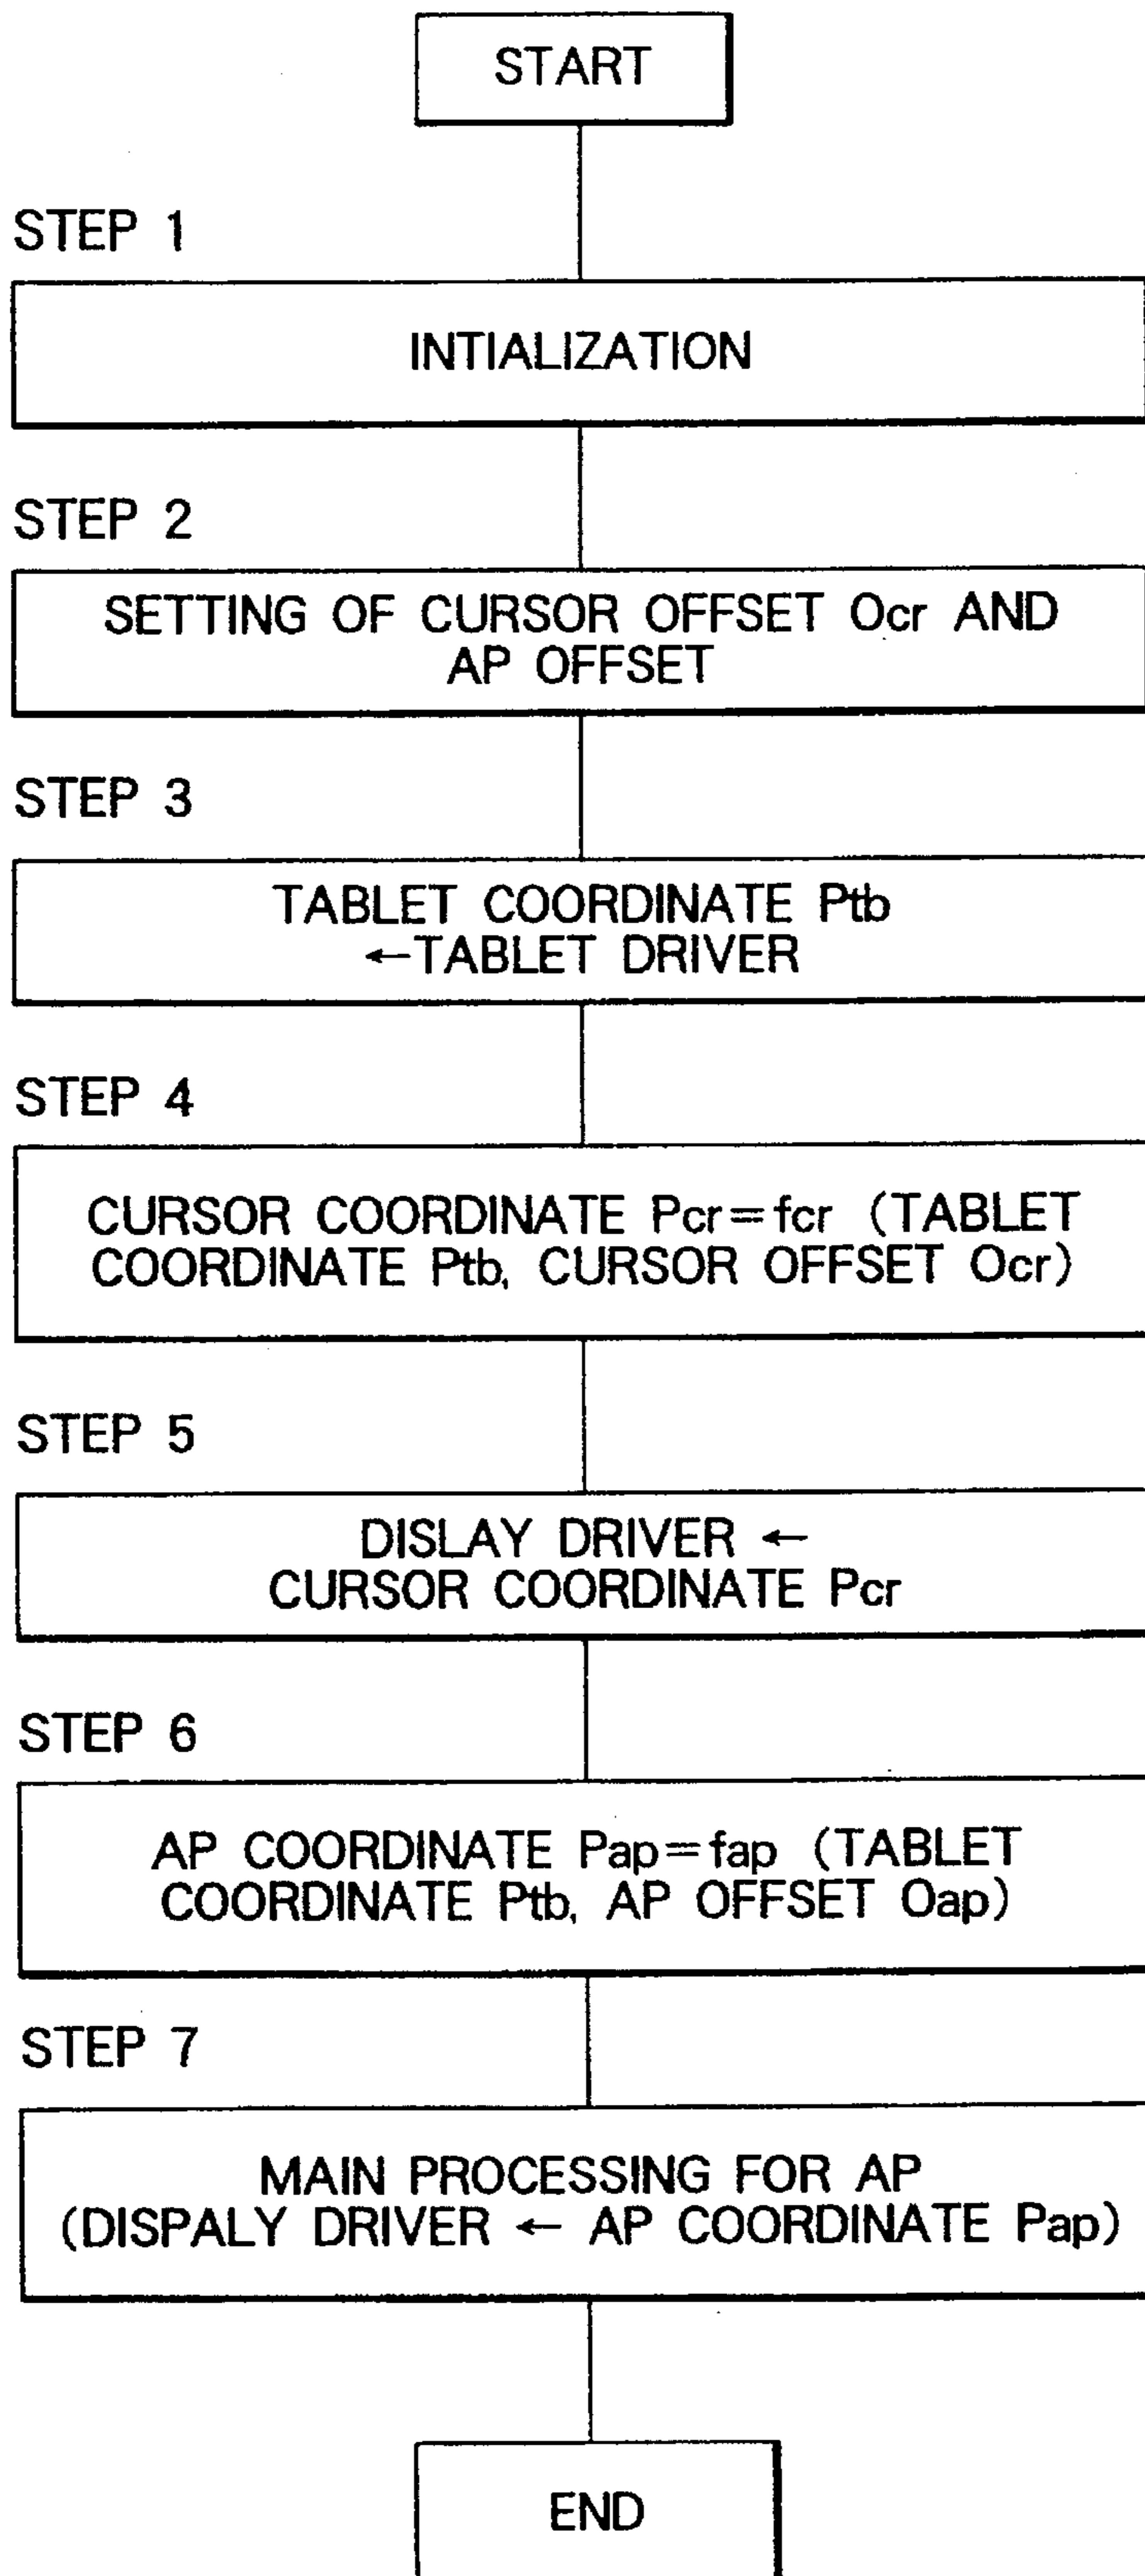 START
STEP 1
INTIALIZATION
STEP 2
SETTING OF CURSOR OFFSET Ocr AND
AP OFFSET
STEP 3
TABLET COORDINATE Ptb
←TABLET DRIVER
STEP 4
CURSOR COORDINATE Pcr=fcr (TABLET
COORDINATE Ptb, CURSOR OFFSET Ocr)
STEP 5
DISLAY DRIVER ←
CURSOR COORDINATE Pcr
STEP 6
AP COORDINATE Pap=fap (TABLET
COORDINATE Ptb, AP OFFSET Oap)
STEP 7
MAIN PROCESSING FOR AP
(DISPALY DRIVER ← AP COORDINATE Pap)
END